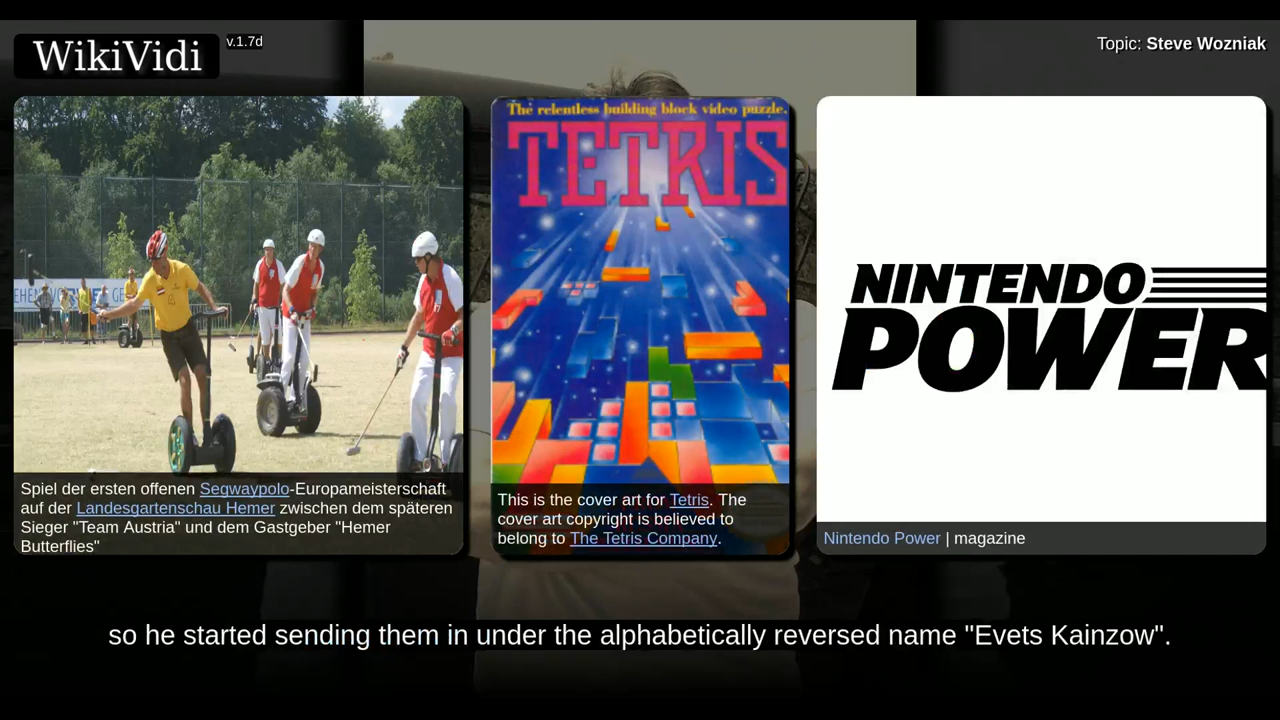 WikiVidi
v.1.7d
Topic: Steve Wozniak
Spiel der ersten offenen Segwaypolo-Europameisterschaft
auf der Landesgartenschau Hemer zwischen dem späteren
Sieger "Team Austria" und dem Gastgeber "Hemer
Butterflies"
The relentless building block video puzzle.
TETRIS
This is the cover art for Tetris. The
cover art copyright is believed to
belong to The Tetris Company.
NINTENDO
POWER
Nintendo Power | magazine
so he started sending them in under the alphabetically reversed name "Evets Kainzow".